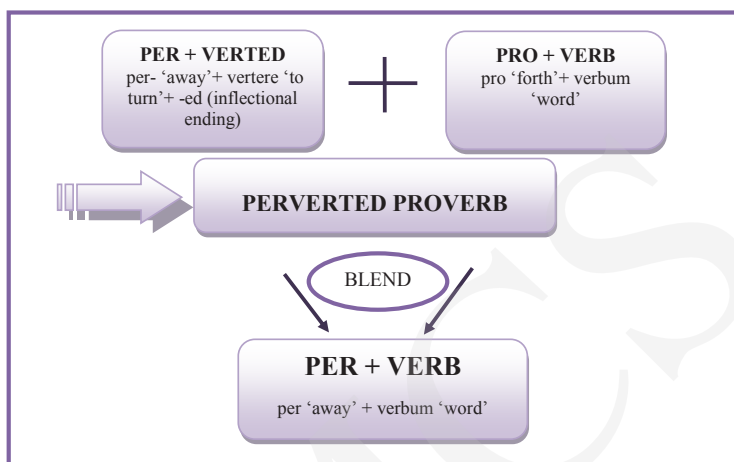 PER + VERTED
per- ‘away’+ vertere ‘to
turn’+ -ed (inflectional
ending)
PRO + VERB
pro ‘forth’+ verbum
‘word’
PERVERTED PROVERB
BLEND
PER + VERB
per ‘away’ + verbum ‘word’